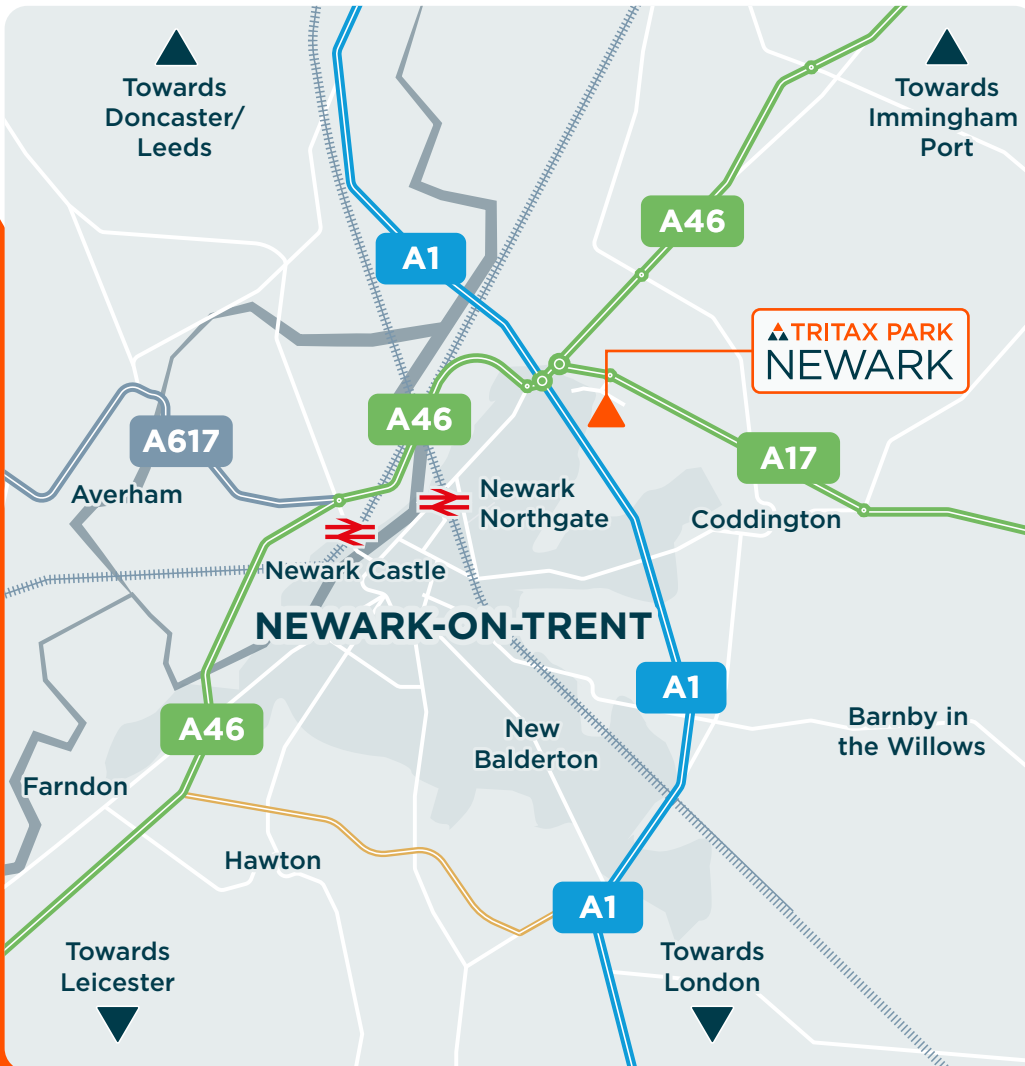 Towards
Doncaster/
Leeds
Towards
Immingham
Port
A46
A1
TRITAX PARK
NEWARK
A46
A617
A17
Averham
Newark
Northgate
Coddington
Newark Castle
NEWARK-ON-TRENT
A1
A46
New
Balderton
Barnby in
the Willows
Farndon
Hawton
A1
Towards
Leicester
Towards
London